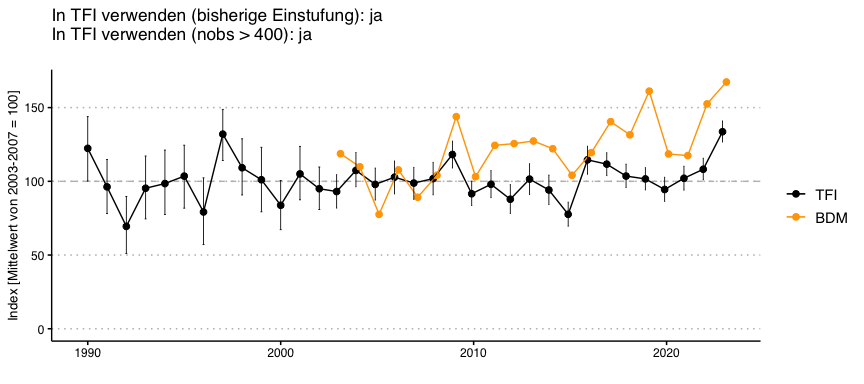 In TFI verwenden (bisherige Einstufung): ja
In TFI verwenden (nobs > 400): ja
Index [Mittelwert von 2003-2007 = 100]
150
100
50
0
1990
2000
2010
2020
TFI
BDM